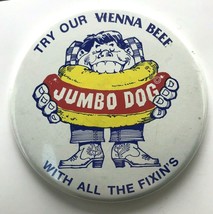 TRY OUR VIENNA BEEF
JUMBO DOG
WITH ALL THE FIXIN'S